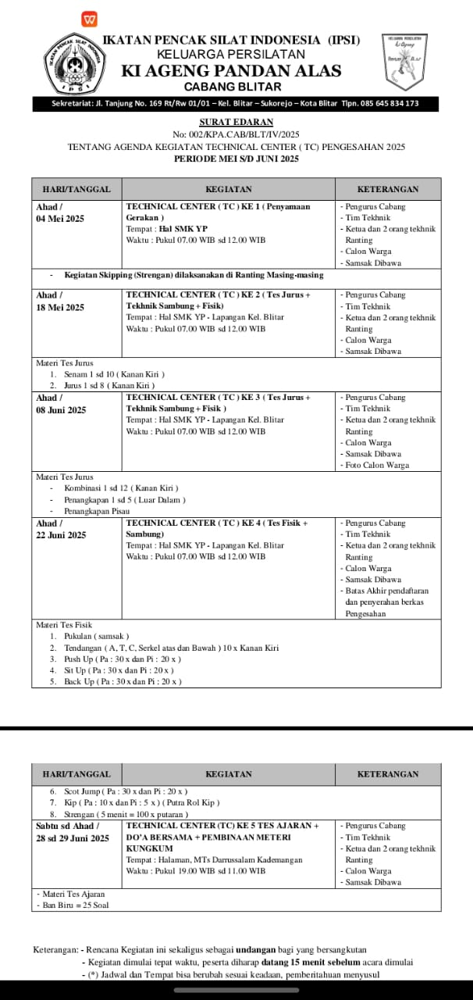 IKATAN PENCAK SILAT INDONESIA (IPSI)
KELUARGA PERSILATAN
KI AGENG PANDAN ALAS
CABANG BLITAR
Sekretariat: Jl. Tanjung No. 169 Rt/Rw 01/01 – Kel. Blitar – Sukorejo – Kota Blitar Tlpn. 085 645 834 173
SURAT EDARAN
No: 002/KPA.CAB/BLT/IV/2025
TENTANG AGENDA KEGIATAN TECHNICAL CENTER ( TC) PENGESAHAN 2025
PERIODE MEI S/D JUNI 2025
HARI/TANGGAL KEGIATAN KETERANGAN
Ahad /
04 Mei 2025
TECHNICAL CENTER ( TC ) KE 1 ( Penyamaan
Gerakan )
Tempat : Hal SMK YP
Waktu : Pukul 07.00 WIB sd 12.00 WIB
- Pengurus Cabang
- Tim Tekhnik
- Ketua dan 2 orang tekhnik
Ranting
- Calon Warga
- Samsak Dibawa
- Kegiatan Skipping (Strengan) dilaksanakan di Ranting Masing-masing
Ahad /
18 Mei 2025
TECHNICAL CENTER ( TC ) KE 2 ( Tes Jurus +
Tekhnik Sambung + Fisik)
Tempat : Hal SMK YP - Lapangan Kel. Blitar
Waktu : Pukul 07.00 WIB sd 12.00 WIB
- Pengurus Cabang
- Tim Tekhnik
- Ketua dan 2 orang tekhnik
Ranting
- Calon Warga
- Samsak Dibawa
Materi Tes Jurus
1. Senam 1 sd 10 ( Kanan Kiri )
2. Jurus 1 sd 8 ( Kanan Kiri )
Ahad /
08 Juni 2025
TECHNICAL CENTER ( TC ) KE 3 ( Tes Jurus +
Tekhnik Sambung + Fisik )
Tempat : Hal SMK YP - Lapangan Kel. Blitar
Waktu : Pukul 07.00 WIB sd 12.00 WIB
- Pengurus Cabang
- Tim Tekhnik
- Ketua dan 2 orang tekhnik
Ranting
- Calon Warga
- Samsak Dibawa
- Foto Calon Warga
Materi Tes Jurus
- Kombinasi 1 sd 12 ( Kanan Kiri )
- Penangkapan 1 sd 5 ( Luar Dalam )
- Penangkapan Pisau
Ahad /
22 Juni 2025
TECHNICAL CENTER ( TC ) KE 4 ( Tes Fisik +
Sambung)
Tempat : Hal SMK YP - Lapangan Kel. Blitar
Waktu : Pukul 07.00 WIB sd 12.00 WIB
- Pengurus Cabang
- Tim Tekhnik
- Ketua dan 2 orang tekhnik
Ranting
- Calon Warga
- Samsak Dibawa
- Batas Akhir pendaftaran
dan penyerahan berkas
Pengesahan
Materi Tes Fisik
1. Pukulan ( samsak )
2. Tendangan ( A, T, C, Serkel atas dan Bawah ) 10 x Kanan Kiri
3. Push Up ( Pa : 30 x dan Pi : 20 x )
4. Sit Up ( Pa : 30 x dan Pi : 20 x )
5. Back Up ( Pa : 30 x dan Pi : 20 x )
HARI/TANGGAL KEGIATAN KETERANGAN
6. Scot Jump ( Pa : 30 x dan Pi : 20 x )
7. Kip ( Pa : 10 x dan Pi : 5 x ) ( Putra Rol Kip )
8. Strengan ( 5 menit = 100 x putaran )
Sabtu sd Ahad /
28 sd 29 Juni 2025
TECHNICAL CENTER (TC) KE 5 TES AJARAN +
DO'A BERSAMA + PEMBINAAN METERI
KUNGKUM
Tempat : Halaman, MTs Darrussalam Kademangan
Waktu : Pukul 19.00 WIB sd 11.00 WIB
- Pengurus Cabang
- Tim Tekhnik
- Ketua dan 2 orang tekhnik
Ranting
- Calon Warga
- Samsak Dibawa
- Materi Tes Ajaran
- Ban Biru = 25 Soal
Keterangan: - Rencana Kegiatan ini sekaligus sebagai undangan bagi yang bersangkutan
- Kegiatan dimulai tepat waktu, peserta diharap datang 15 menit sebelum acara dimulai
- (*) Jadwal dan Tempat bisa berubah sesuai keadaan, pemberitahuan menyusul